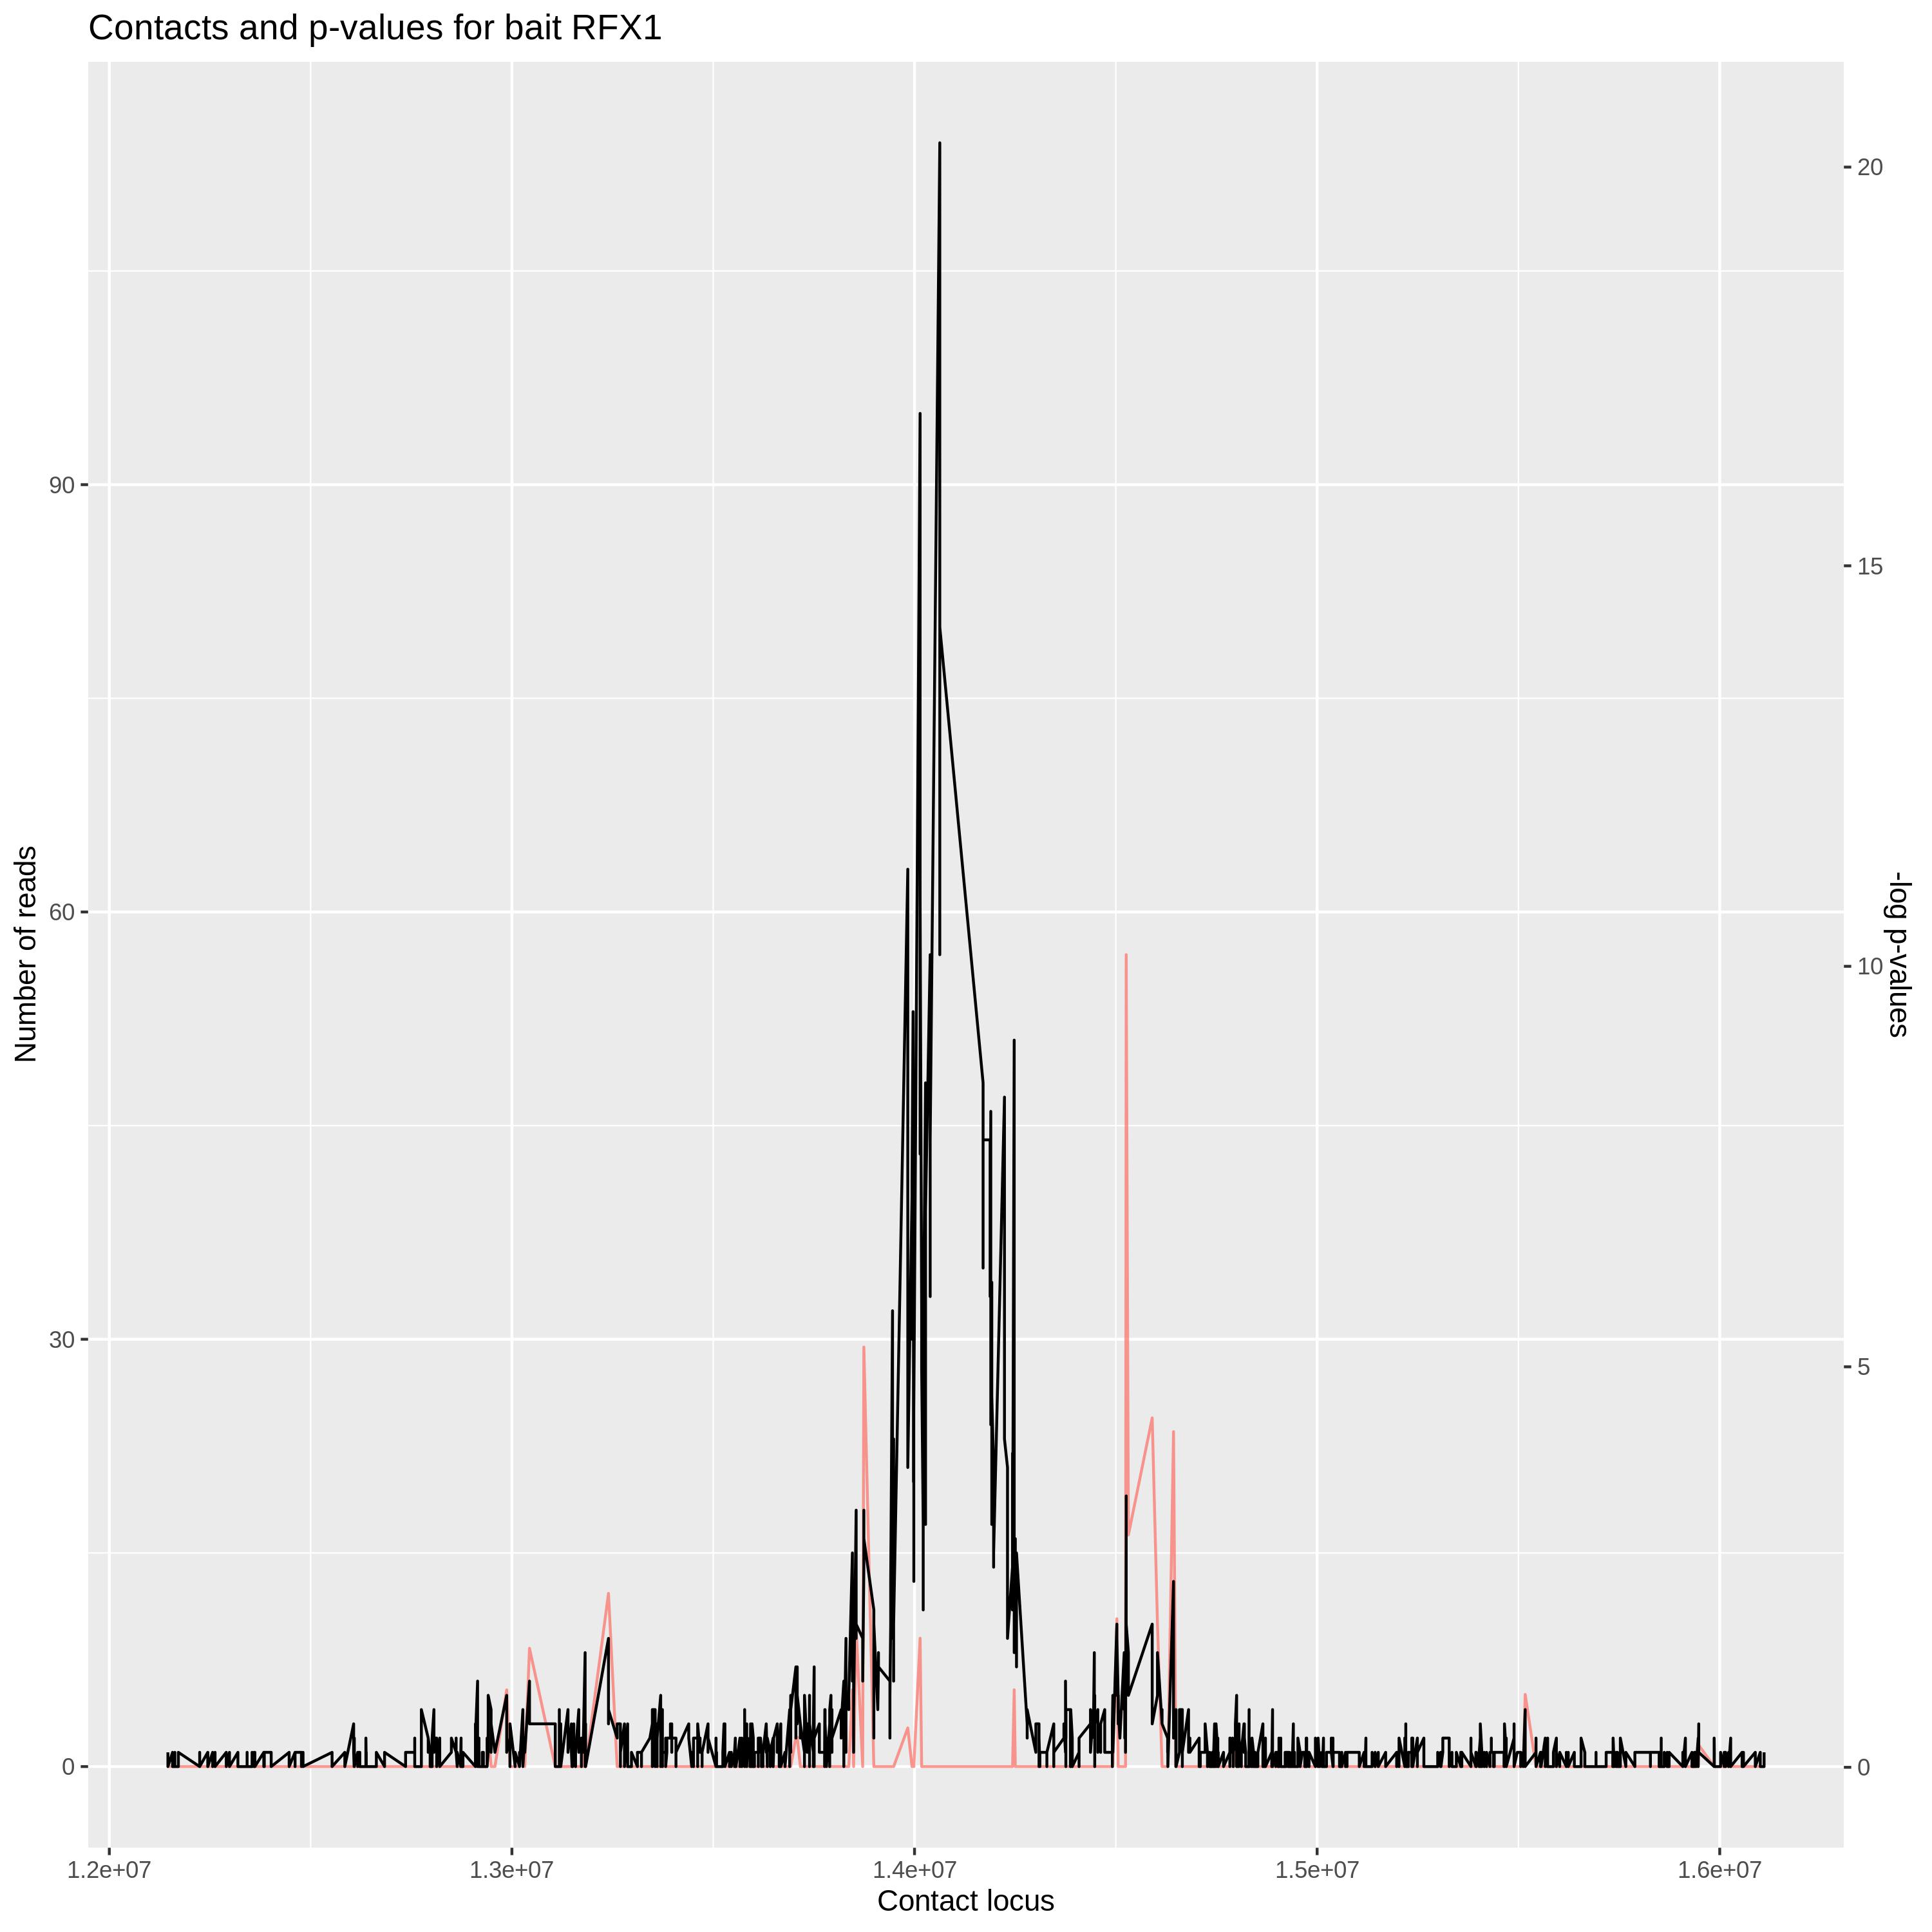 Contacts and p-values for bait RFX1
Number of reads
90
60
30
0
20
15
10
5
0
-log p-values
1.2e+07
1.3e+07
1.4e+07
1.5e+07
1.6e+07
Contact locus